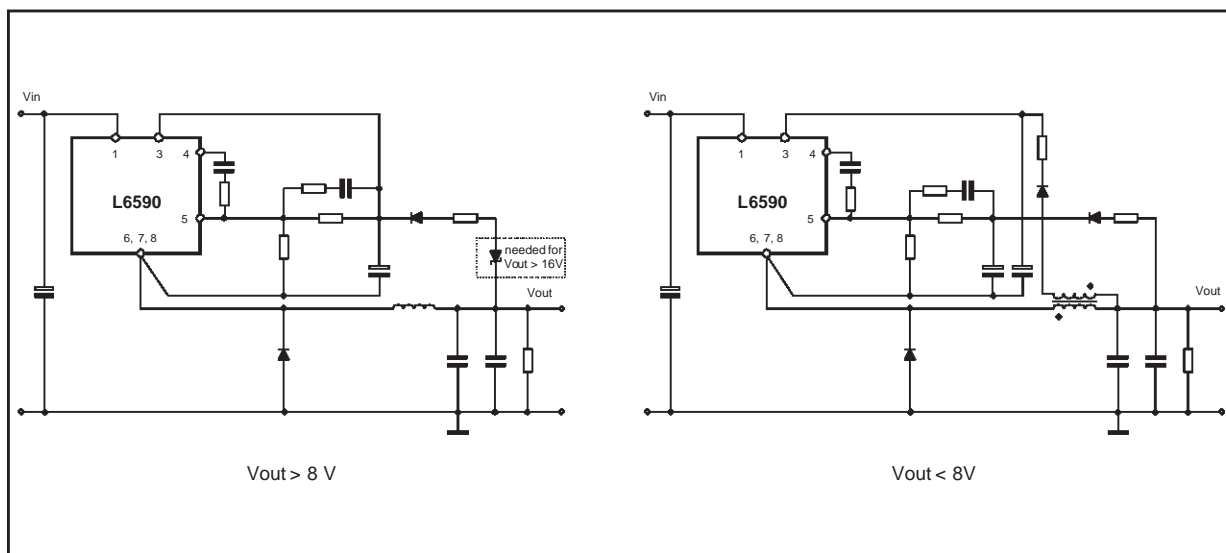 Vin
1
3
4
L6590
5
6, 7, 8
needed for
Vout > 16V
Vout
Vout > 8 V
Vin
1
3
4
L6590
5
6, 7, 8
Vout
Vout < 8V